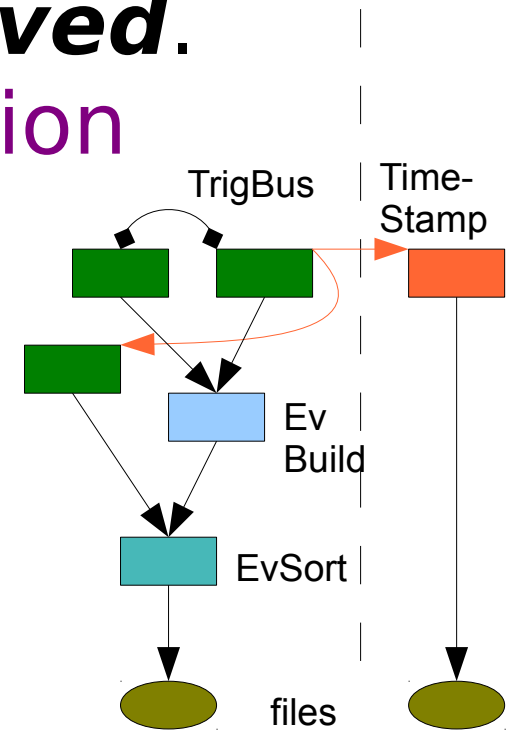 ved.
ion
TrigBus
Time-
Stamp
Ev
Build
EvSort
files